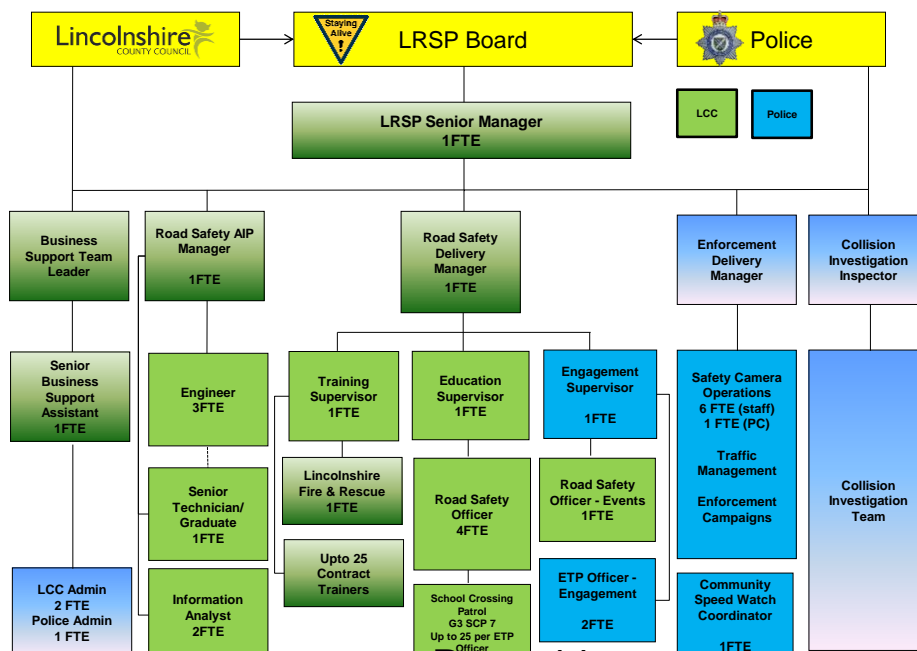 Lincolnshire
COUNTY COUNCIL
Staying
Alive
!
LRSP Board
Police
LRSP Senior Manager
1FTE
LCC
Police
Business
Support Team
Leader
Road Safety AIP
Manager
1FTE
Road Safety
Delivery
Manager
1FTE
Enforcement
Delivery
Manager
Collision
Investigation
Inspector
Senior
Business
Support
Assistant
1FTE
Engineer
3FTE
Training
Supervisor
1FTE
Education
Supervisor
1FTE
Engagement
Supervisor
1FTE
Safety Camera
Operations
6 FTE (staff)
1 FTE (PC)
Traffic
Management
Enforcement
Campaigns
Collision
Investigation
Team
Senior
Technician/
Graduate
1FTE
Lincolnshire
Fire & Rescue
1FTE
Road Safety
Officer
4FTE
Road Safety
Officer - Events
1FTE
LCC Admin
2 FTE
Police Admin
1 FTE
Information
Analyst
2FTE
Upto 25
Contract
Trainers
School Crossing
Patrol
G3 SCP 7
Up to 25 per ETP
Officer
ETP Officer -
Engagement
2FTE
Community
Speed Watch
Coordinator
1FTE